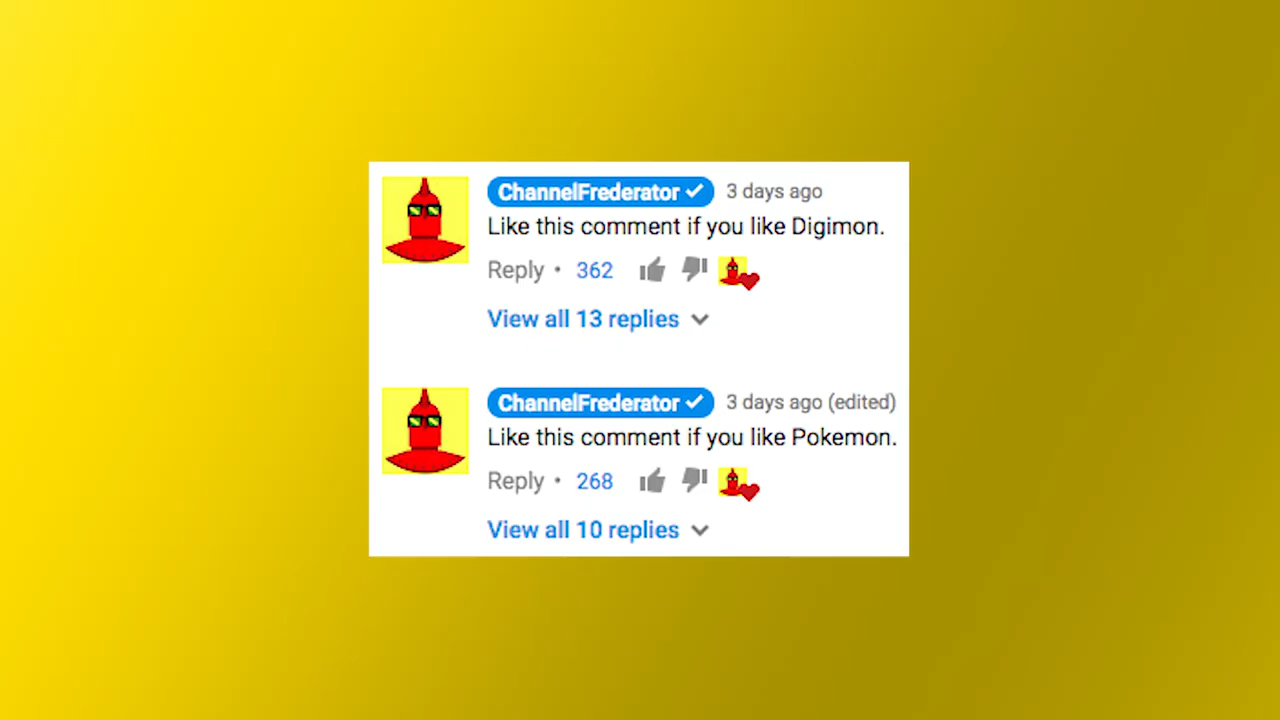 ChannelFrederator 3 days ago
Like this comment if you like Digimon.
Reply • 362
View all 13 replies
ChannelFrederator 3 days ago (edited)
Like this comment if you like Pokemon.
Reply • 268
View all 10 replies